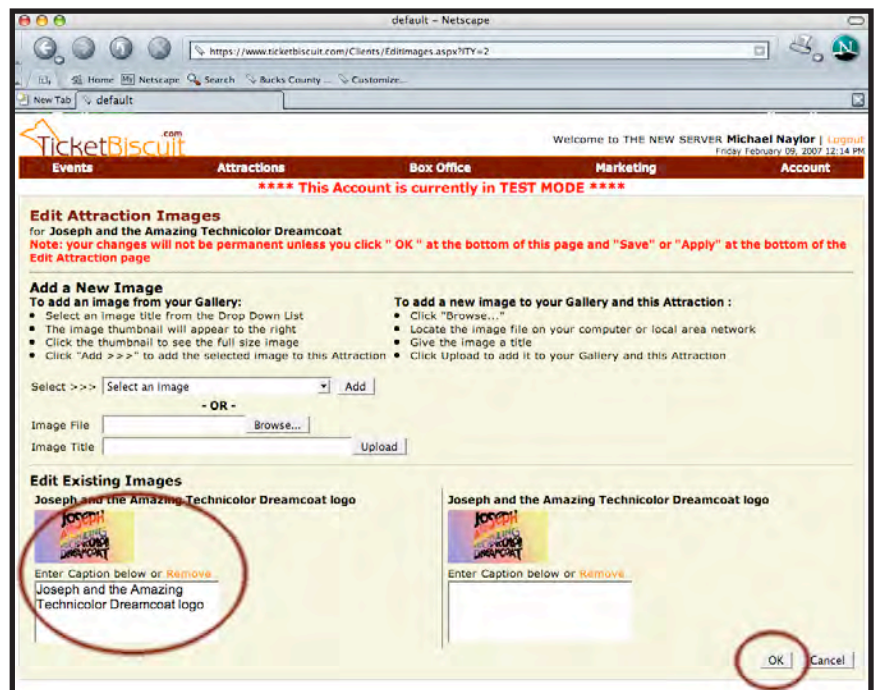 default – Netscape
https://www.ticketbiscuit.com/Clients/EditImages.aspx?ITY=2
Home My Netscape Search Bucks County ... Customize...
New Tab default
TicketBiscuit.com
Welcome to THE NEW SERVER Michael Naylor | Logout
Friday February 09, 2007 12:14 PM
Events Attractions Box Office Marketing Account
**** This Account is currently in TEST MODE ****
Edit Attraction Images
for Joseph and the Amazing Technicolor Dreamcoat
Note: your changes will not be permanent unless you click " OK " at the bottom of this page and "Save" or "Apply" at the bottom of the
Edit Attraction page
Add a New Image
To add an image from your Gallery:
• Select an image title from the Drop Down List
• The image thumbnail will appear to the right
• Click the thumbnail to see the full size image
• Click "Add >>>" to add the selected image to this Attraction
To add a new image to your Gallery and this Attraction :
• Click "Browse..."
• Locate the image file on your computer or local area network
• Give the image a title
• Click Upload to add it to your Gallery and this Attraction
Select >>> Select an Image Add
- OR -
Image File Browse...
Image Title Upload
Edit Existing Images
Joseph and the Amazing Technicolor Dreamcoat logo
JOSEPH
AMAZING
TECHNICOLOR
DREAMCOAT
Enter Caption below or Remove
Joseph and the Amazing
Technicolor Dreamcoat logo
Joseph and the Amazing Technicolor Dreamcoat logo
JOSEPH
AMAZING
TECHNICOLOR
DREAMCOAT
Enter Caption below or Remove
OK Cancel